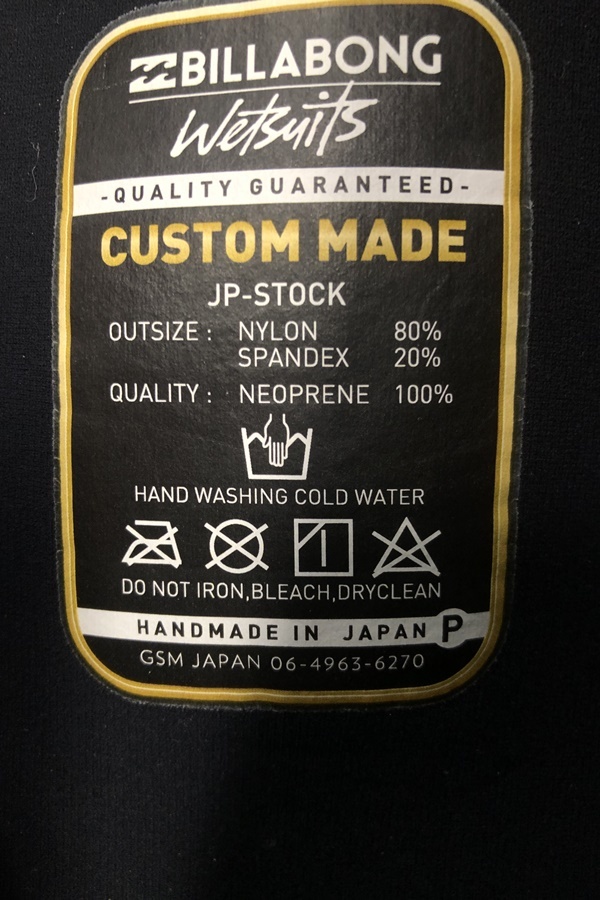 BILLABONG
Wetsuits
-QUALITY GUARANTEED-
CUSTOM MADE
JP-STOCK
OUTSIZE : NYLON 80%
SPANDEX 20%
QUALITY : NEOPRENE 100%
HAND WASHING COLD WATER
DO NOT IRON,BLEACH,DRYCLEAN
HANDMADE IN JAPAN P
GSM JAPAN 06-4963-6270